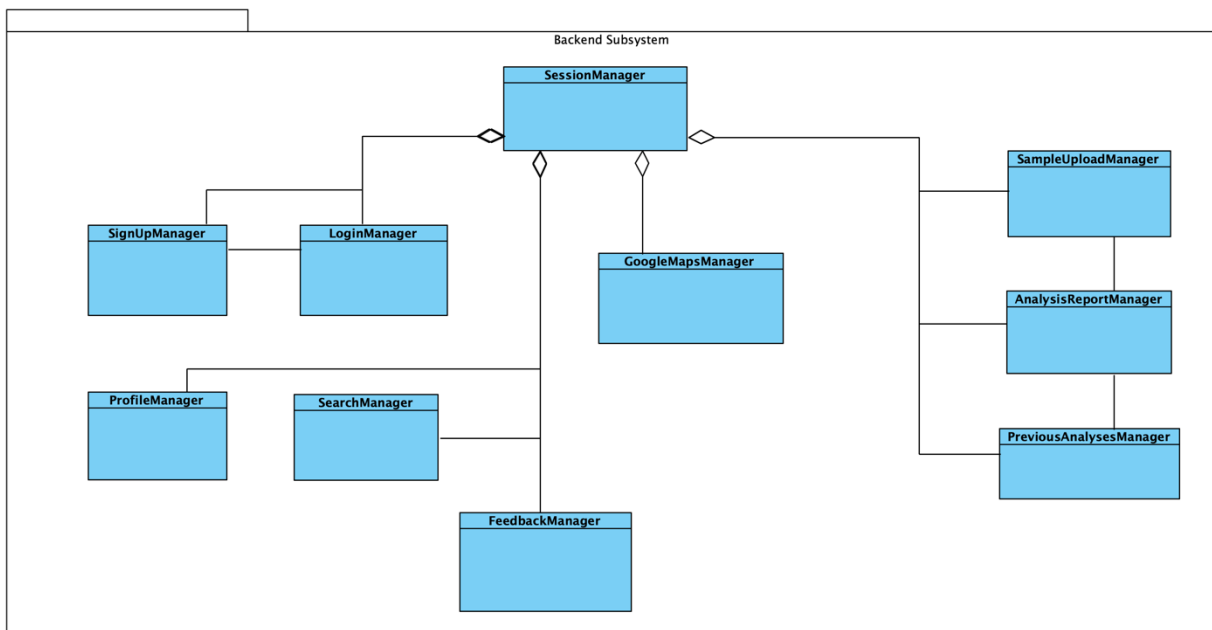 Backend Subsystem
SessionManager
SampleUploadManager
SignUpManager
LoginManager
GoogleMapsManager
AnalysisReportManager
ProfileManager
SearchManager
PreviousAnalysesManager
FeedbackManager